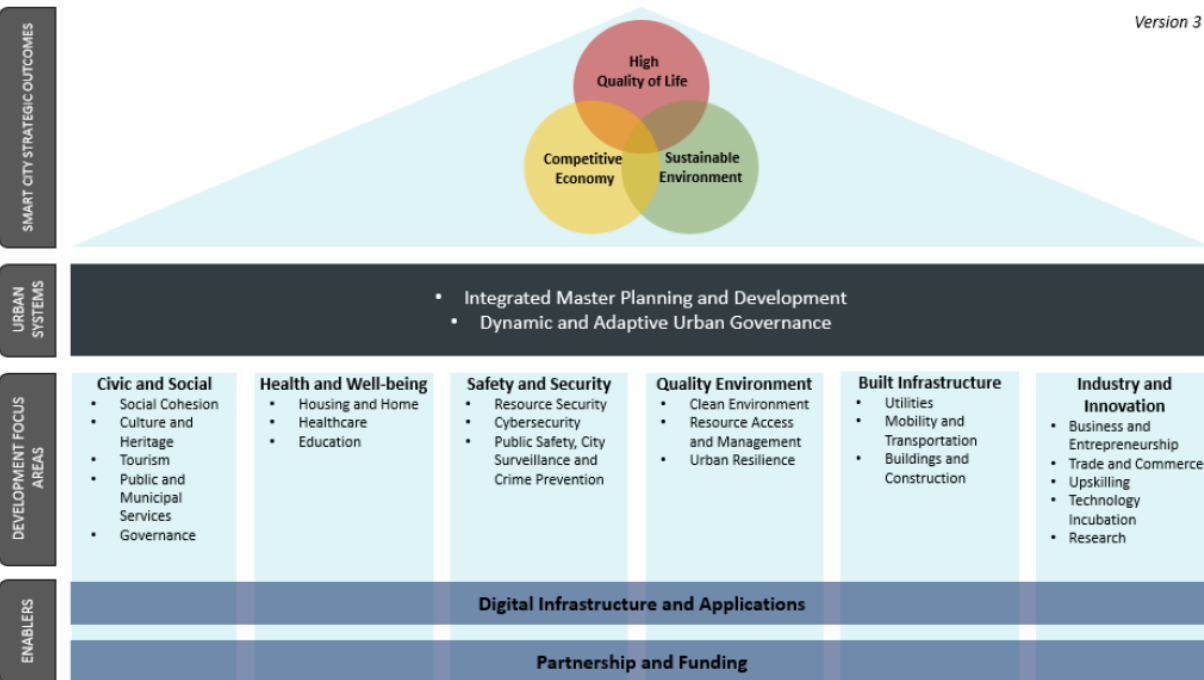 Version 3
SMART CITY STRATEGIC OUTCOMES
High
Quality of Life
Competitive
Economy
Sustainable
Environment
URBAN
SYSTEMS
• Integrated Master Planning and Development
• Dynamic and Adaptive Urban Governance
DEVELOPMENT FOCUS
AREAS
Civic and Social
• Social Cohesion
• Culture and
Heritage
• Tourism
• Public and
Municipal
Services
• Governance
Health and Well-being
• Housing and Home
• Healthcare
• Education
Safety and Security
• Resource Security
• Cybersecurity
• Public Safety, City
Surveillance and
Crime Prevention
Quality Environment
• Clean Environment
• Resource Access
and Management
• Urban Resilience
Built Infrastructure
• Utilities
• Mobility and
Transportation
• Buildings and
Construction
Industry and
Innovation
• Business and
Entrepreneurship
• Trade and Commerce
• Upskilling
• Technology
Incubation
• Research
ENABLERS
Digital Infrastructure and Applications
Partnership and Funding